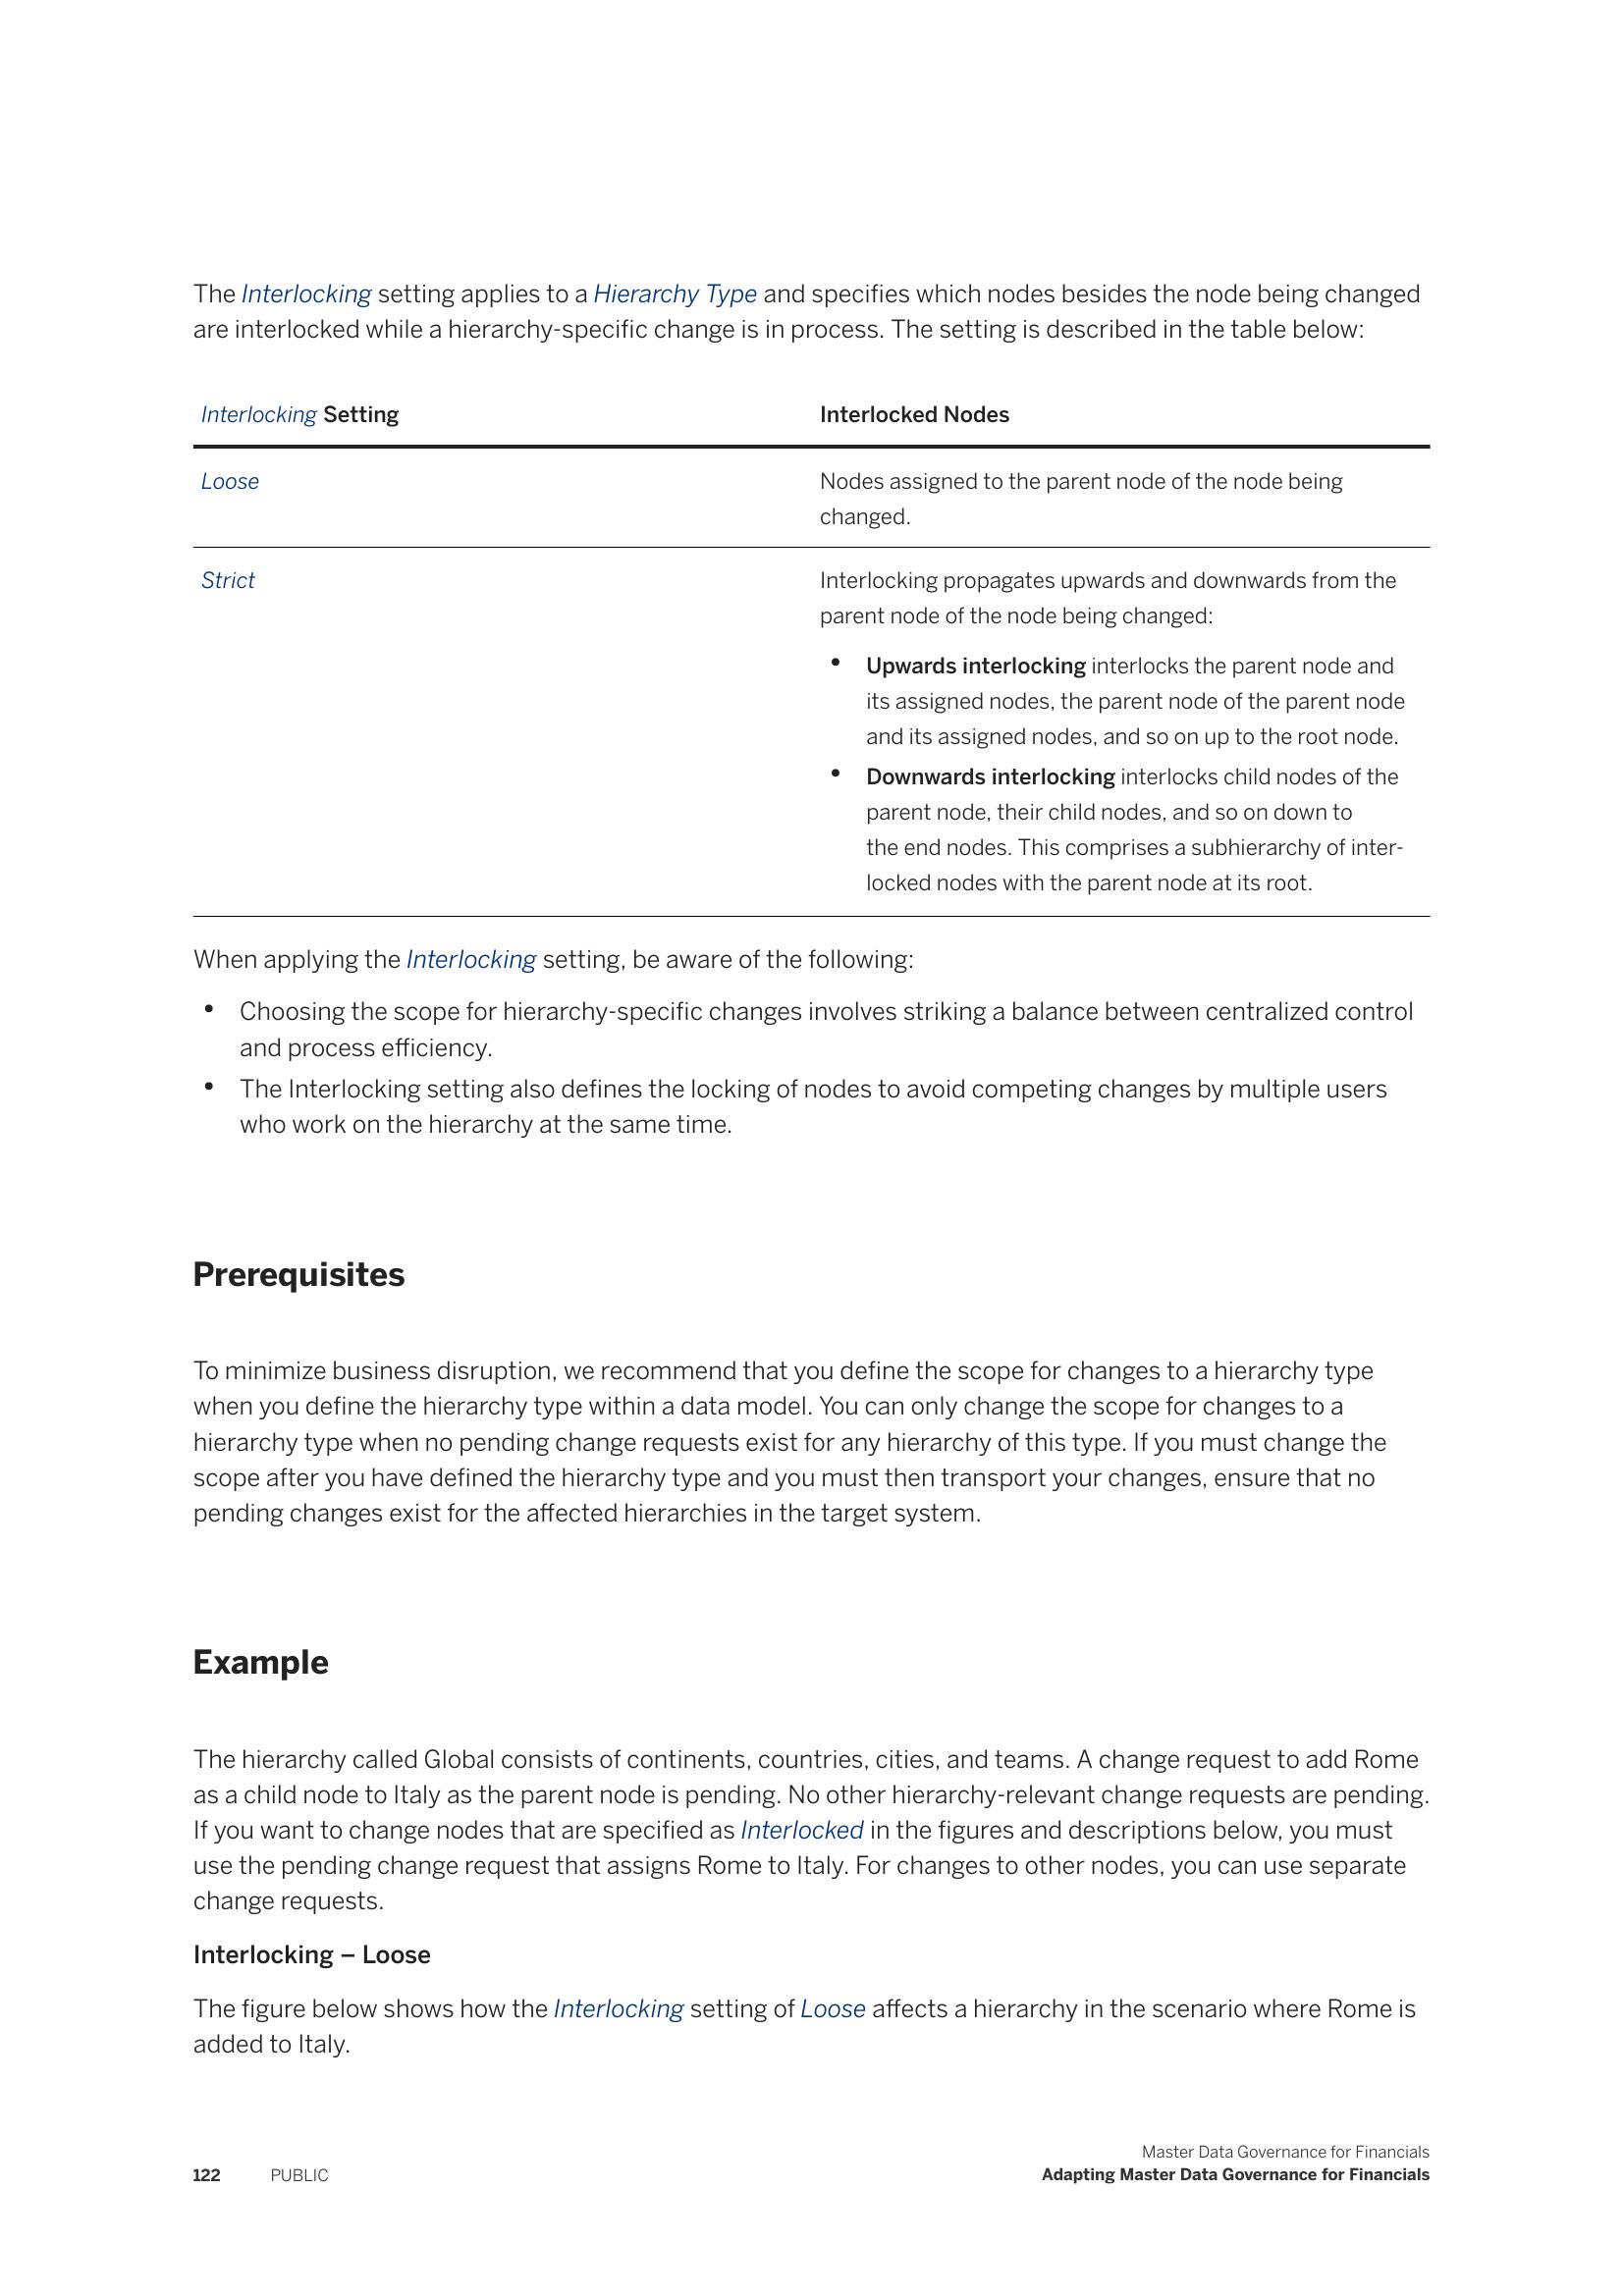 The Interlocking setting applies to a Hierarchy Type and specifies which nodes besides the node being changed
are interlocked while a hierarchy-specific change is in process. The setting is described in the table below:
Interlocking Setting
Interlocked Nodes
Loose
Nodes assigned to the parent node of the node being
changed.
Strict
Interlocking propagates upwards and downwards from the
parent node of the node being changed:
• Upwards interlocking interlocks the parent node and
its assigned nodes, the parent node of the parent node
and its assigned nodes, and so on up to the root node.
• Downwards interlocking interlocks child nodes of the
parent node, their child nodes, and so on down to
the end nodes. This comprises a subhierarchy of inter-
locked nodes with the parent node at its root.
When applying the Interlocking setting, be aware of the following:
• Choosing the scope for hierarchy-specific changes involves striking a balance between centralized control
and process efficiency.
• The Interlocking setting also defines the locking of nodes to avoid competing changes by multiple users
who work on the hierarchy at the same time.
Prerequisites
To minimize business disruption, we recommend that you define the scope for changes to a hierarchy type
when you define the hierarchy type within a data model. You can only change the scope for changes to a
hierarchy type when no pending change requests exist for any hierarchy of this type. If you must change the
scope after you have defined the hierarchy type and you must then transport your changes, ensure that no
pending changes exist for the affected hierarchies in the target system.
Example
The hierarchy called Global consists of continents, countries, cities, and teams. A change request to add Rome
as a child node to Italy as the parent node is pending. No other hierarchy-relevant change requests are pending.
If you want to change nodes that are specified as Interlocked in the figures and descriptions below, you must
use the pending change request that assigns Rome to Italy. For changes to other nodes, you can use separate
change requests.
Interlocking – Loose
The figure below shows how the Interlocking setting of Loose affects a hierarchy in the scenario where Rome is
added to Italy.
Master Data Governance for Financials
122 PUBLIC
Adapting Master Data Governance for Financials